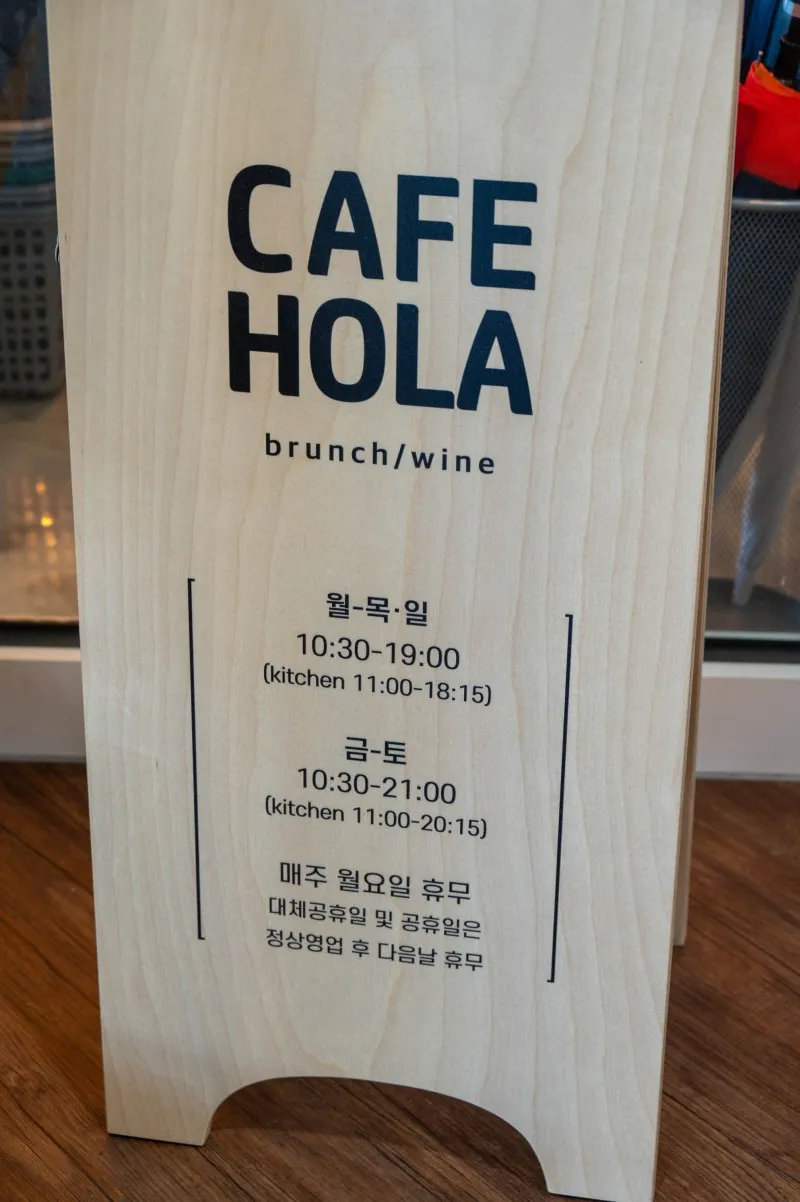 CAFE
HOLA
brunch/wine
월-목·일
10:30-19:00
(kitchen 11:00-18:15)
금-토
10:30-21:00
(kitchen 11:00-20:15)
매주 월요일 휴무
대체공휴일 및 공휴일은
정상영업 후 다음날 휴무